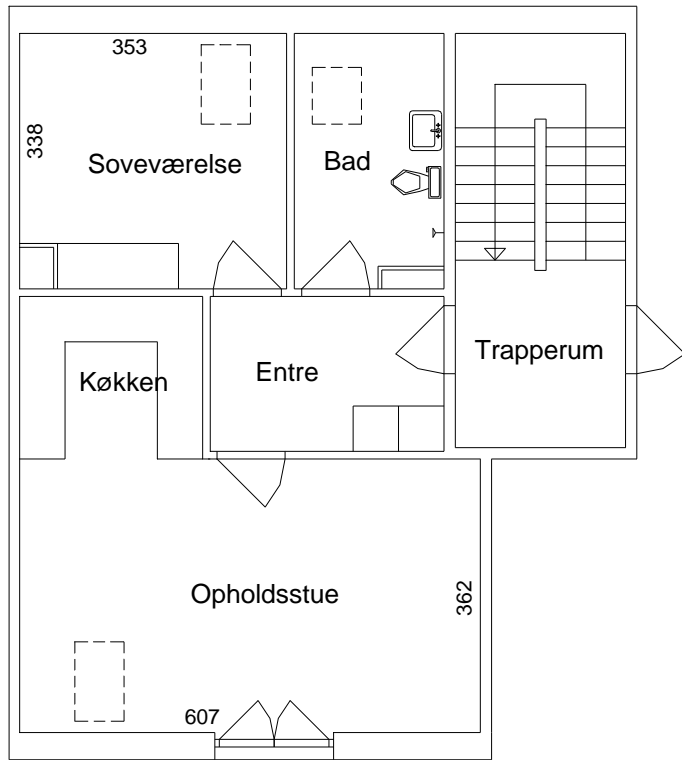 353
338
Soveværelse
Bad
Trapperum
Køkken
Entre
Opholdsstue
362
607